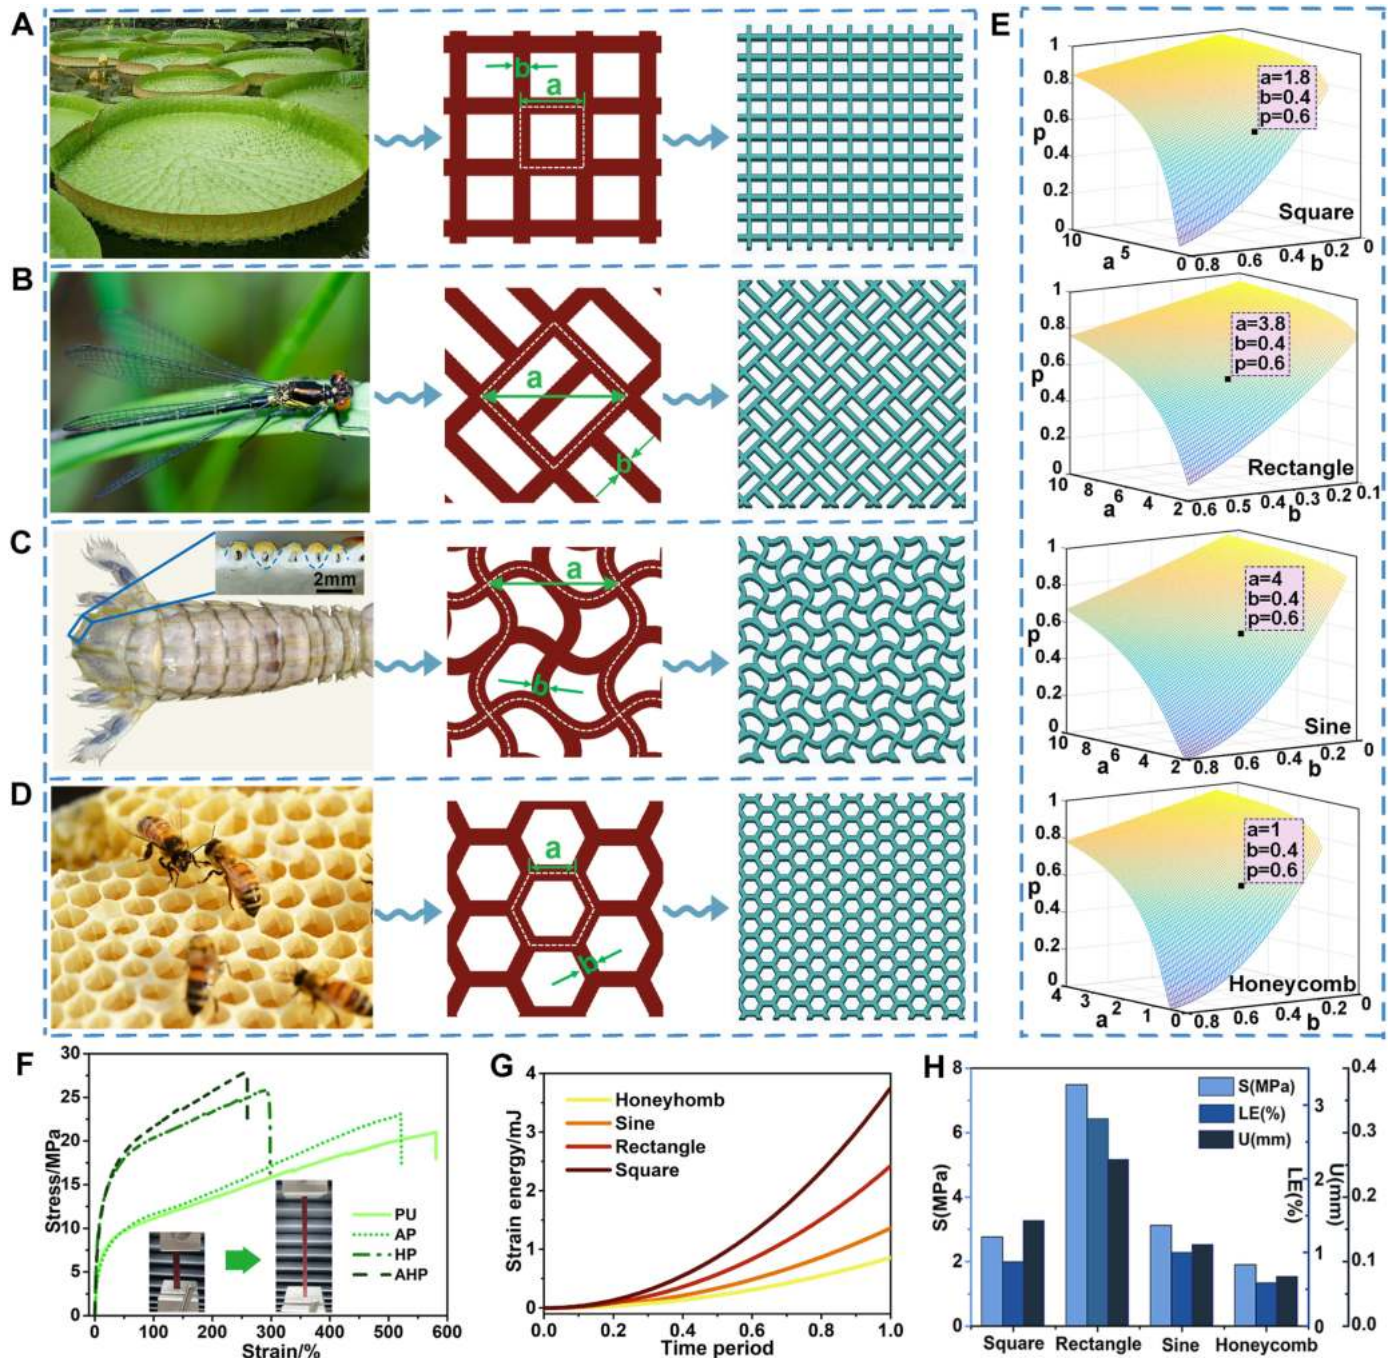 A
b
a
B
a
b
C
2mm
a
b
D
a
b
E
1
0.8
p
0.6
0.4
0.2
0
10
a
5
0
0.8
0.6
0.4
b
0.2
0
a=1.8
b=0.4
p=0.6
Square
1
0.8
p
0.6
0.4
0.2
0
10
8
a
6
4
2
0.6
0.5
0.4
0.3
b
0.2
0.1
a=3.8
b=0.4
p=0.6
Rectangle
1
0.8
p
0.6
0.4
0.2
0
10
8
a
6
4
2
0.8
0.6
0.4
b
0.2
0
a=4
b=0.4
p=0.6
Sine
1
0.8
p
0.6
0.4
0.2
0
4
3
a
2
1
0
0.8
0.6
0.4
b
0.2
0
a=1
b=0.4
p=0.6
Honeycomb
F
Stress/MPa
30
25
20
15
10
5
0
0 100 200 300 400 500 600
Strain/%
PU
AP
HP
AHP
G
Strain energy/mJ
4
3
2
1
0
0.0 0.2 0.4 0.6 0.8 1.0
Time period
Honeyhomb
Sine
Rectangle
Square
H
S(MPa)
8
6
4
2
0
Square Rectangle Sine Honeycomb
S(MPa)
LE(%)
U(mm)
3
2
1
0
LE(%)
0.4
0.3
0.2
0.1
0.0
U(mm)